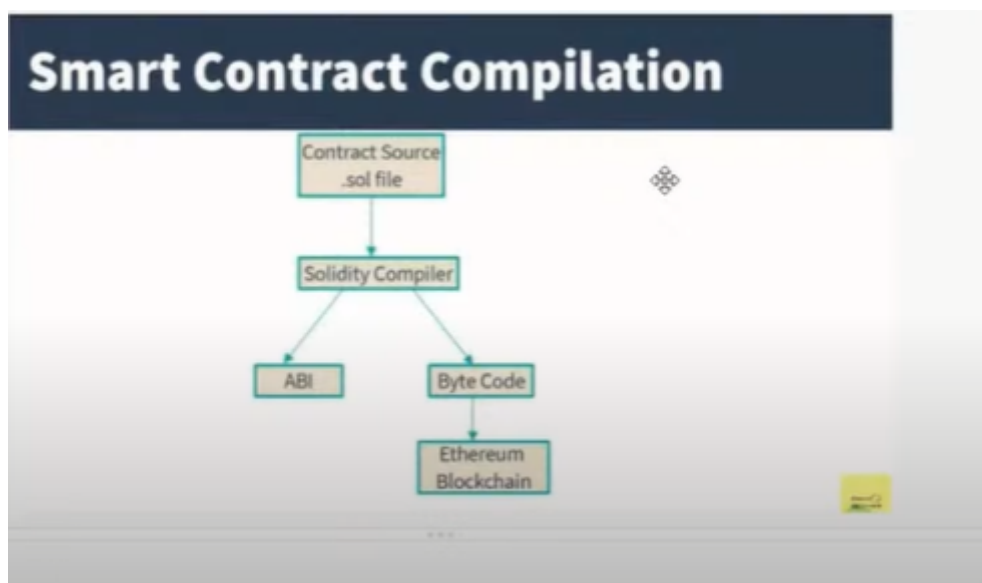 Smart Contract Compilation
Contract Source
.sol file
Solidity Compiler
ABI
Byte Code
Ethereum
Blockchain